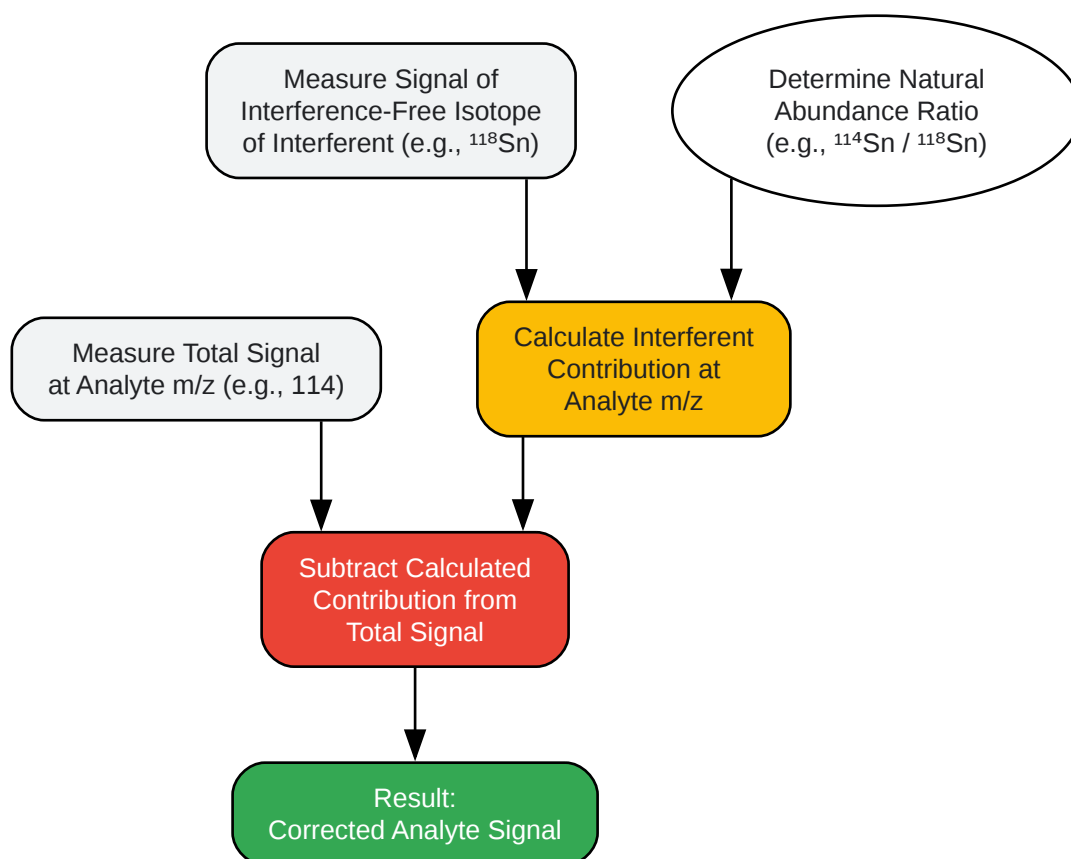 Measure Signal of
Interference-Free Isotope
of Interferent (e.g., ¹¹⁸Sn)
Determine Natural
Abundance Ratio
(e.g., ¹¹⁴Sn / ¹¹⁸Sn)
Measure Total Signal
at Analyte m/z (e.g., 114)
Calculate Interferent
Contribution at
Analyte m/z
Subtract Calculated
Contribution from
Total Signal
Result:
Corrected Analyte Signal